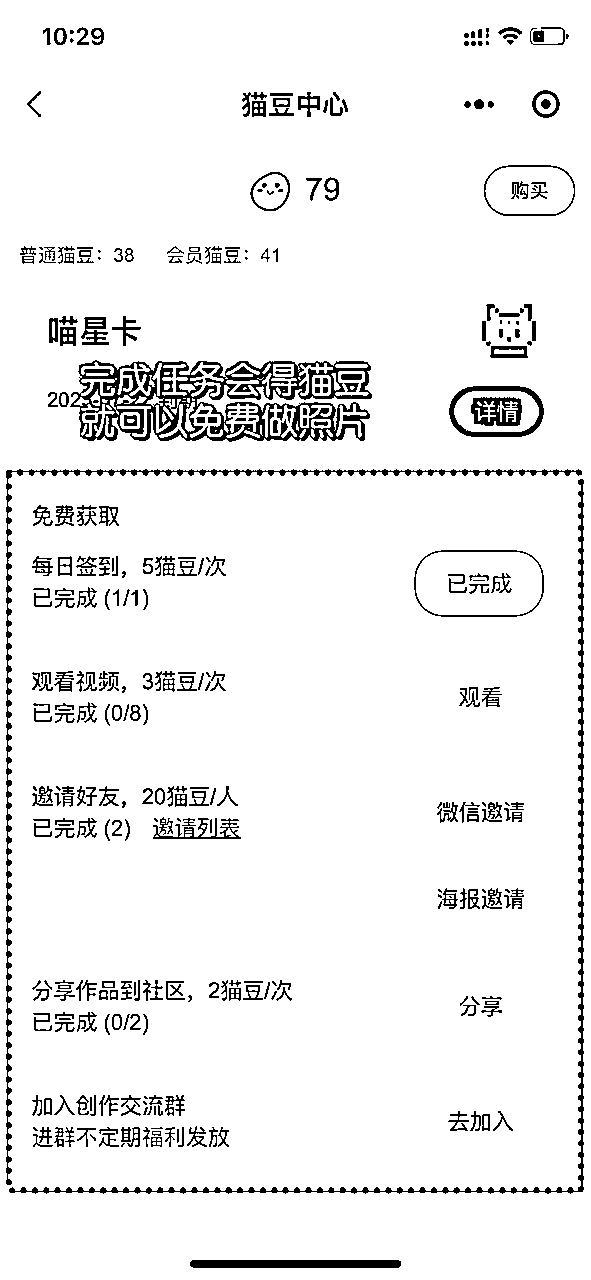 10:29
猫豆中心
79
购买
普通猫豆：38 会员猫豆：41
喵星卡
完成任务会得猫豆
就可以免费做照片
详情
免费获取
每日签到，5猫豆/次
已完成 (1/1)
已完成
观看视频，3猫豆/次
已完成 (0/8)
观看
邀请好友，20猫豆/人
已完成 (2) 邀请列表
微信邀请
海报邀请
分享作品到社区，2猫豆/次
已完成 (0/2)
分享
加入创作交流群
进群不定期福利发放
去加入